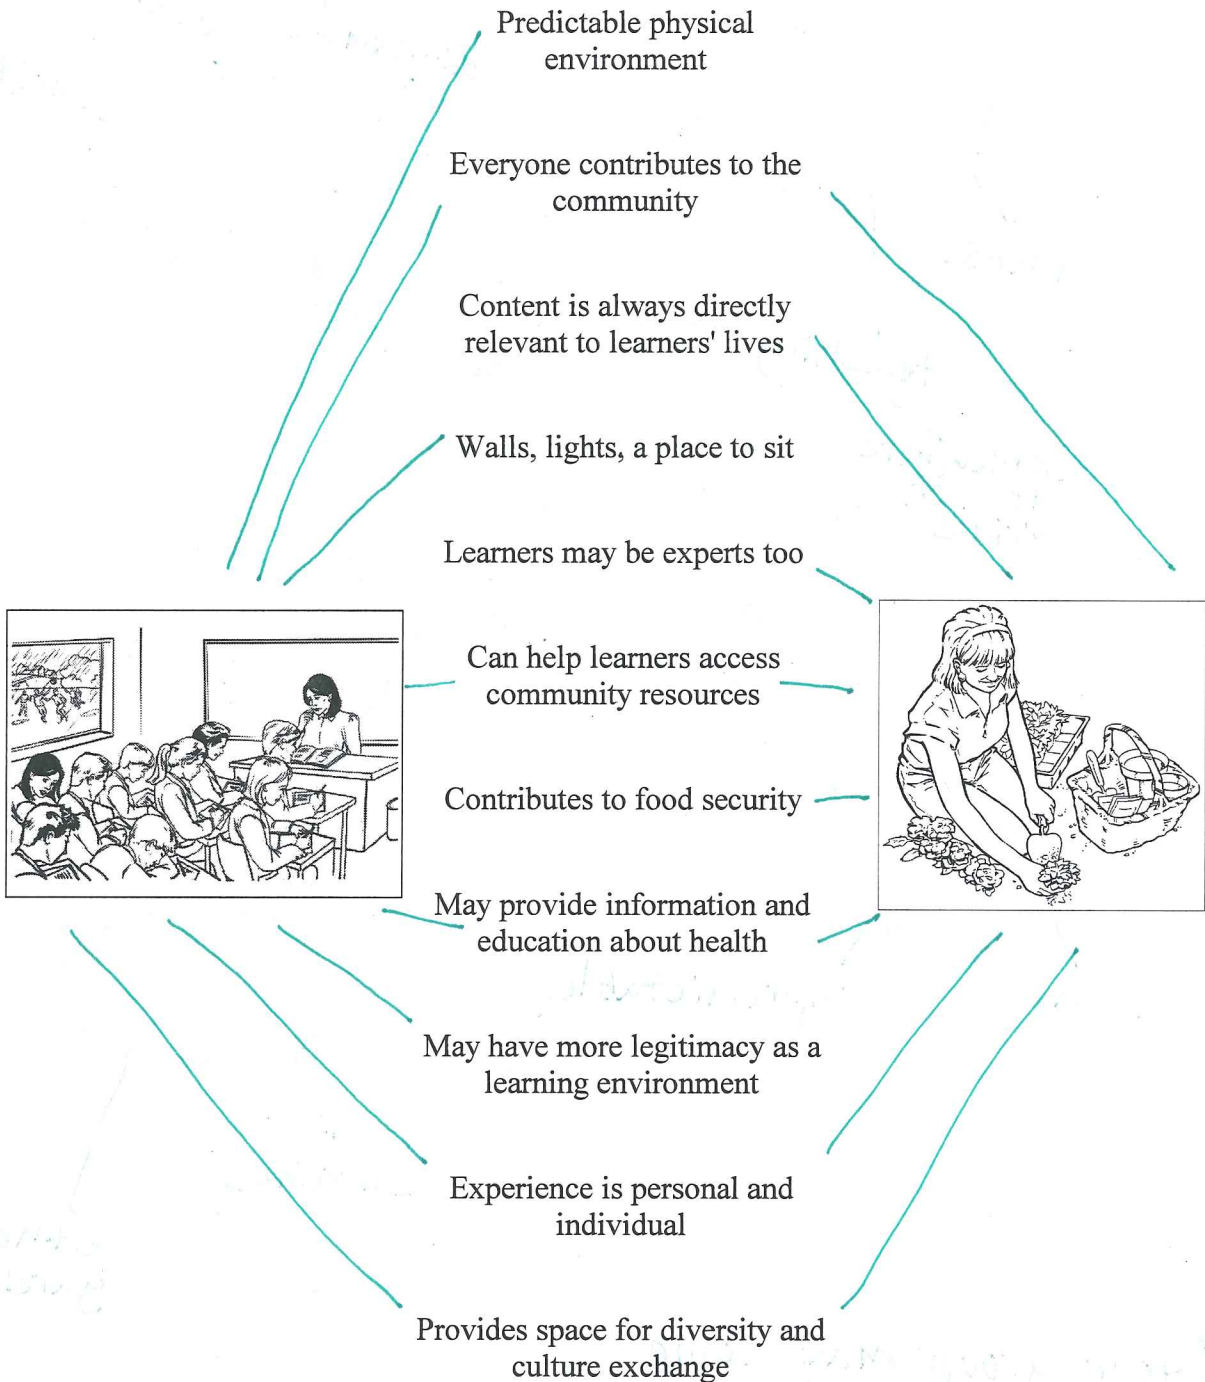 Predictable physical
environment
Everyone contributes to the
community
Content is always directly
relevant to learners' lives
Walls, lights, a place to sit
Learners may be experts too
Can help learners access
community resources
Contributes to food security
May provide information and
education about health
May have more legitimacy as a
learning environment
Experience is personal and
individual
Provides space for diversity and
culture exchange